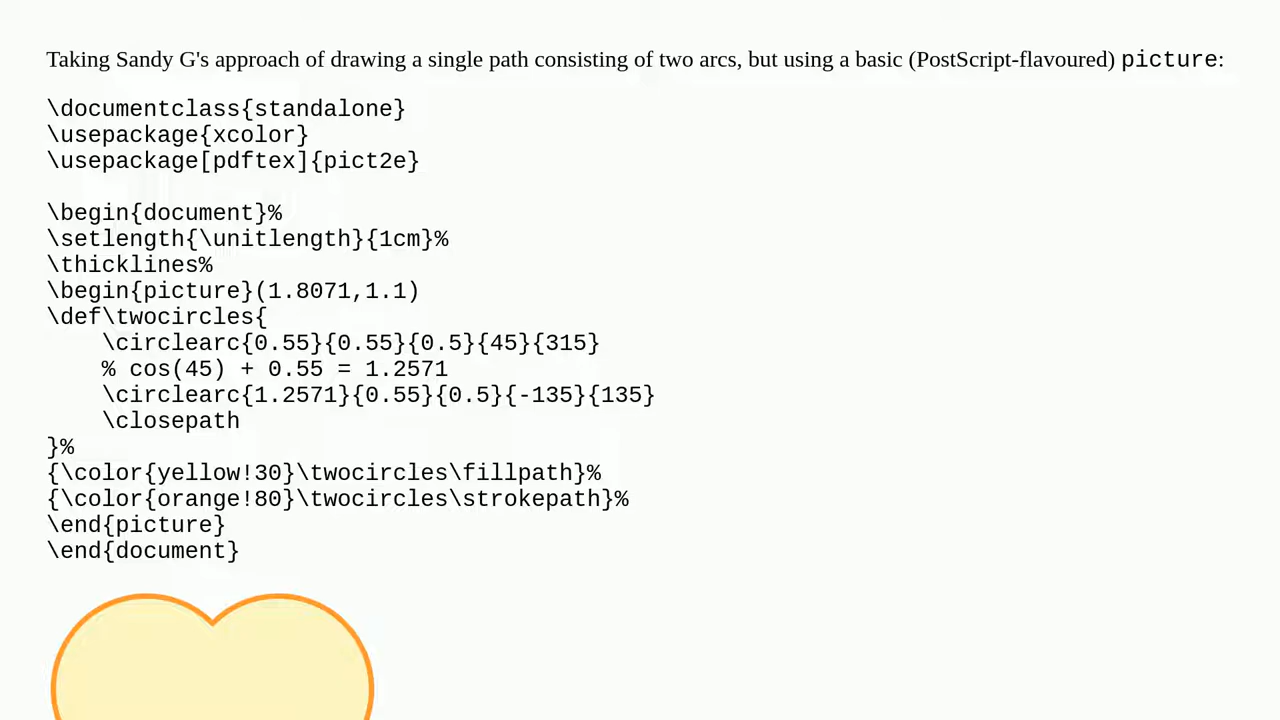 Taking Sandy G's approach of drawing a single path consisting of two arcs, but using a basic (PostScript-flavoured) picture:
\documentclass{standalone}
\usepackage{xcolor}
\usepackage[pdftex]{pict2e}
\begin{document}%
\setlength{\unitlength}{1cm}%
\thicklines%
\begin{picture}(1.8071,1.1)
\def\twocircles{
    \circlearc{0.55}{0.55}{0.5}{45}{315}
    % cos(45) + 0.55 = 1.2571
    \circlearc{1.2571}{0.55}{0.5}{-135}{135}
    \closepath
}%
{\color{yellow!30}\twocircles\fillpath}%
{\color{orange!80}\twocircles\strokepath}%
\end{picture}
\end{document}